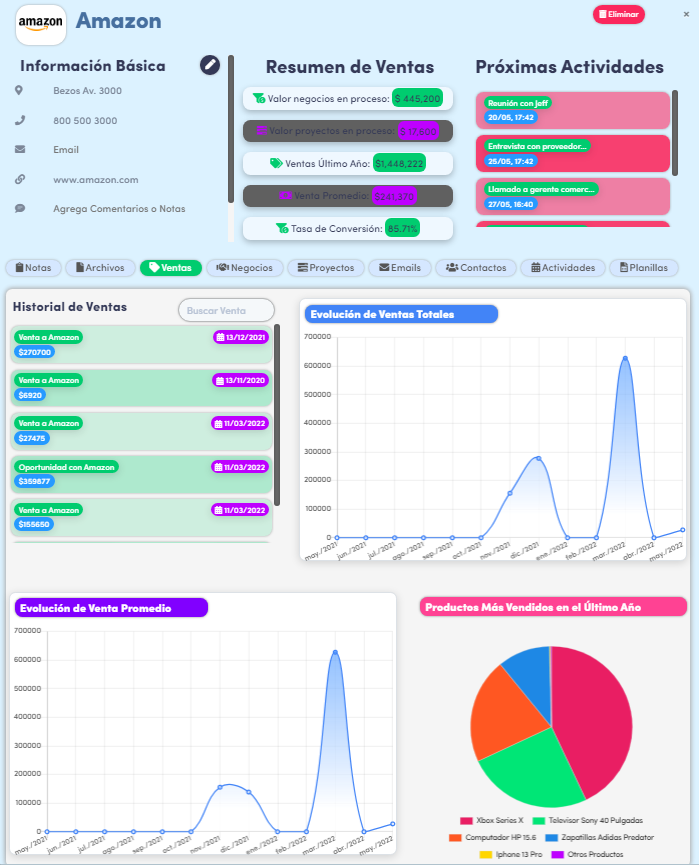 amazon
Amazon
Eliminar
×
Información Básica
Bezos Av. 3000
800 500 3000
Email
www.amazon.com
Agrega Comentarios o Notas
Resumen de Ventas
Valor negocios en proceso: $ 445,200
Valor proyectos en proceso: $ 17,600
Ventas Último Año: $1,448,222
Venta Promedio: $241,370
Tasa de Conversión: 85.71%
Próximas Actividades
Reunión con Jeff
20/05, 17:42
Entrevista con proveedor...
25/05, 17:42
Llamado a gerente comerc...
27/05, 16:40
Notas
Archivos
Ventas
Negocios
Proyectos
Emails
Contactos
Actividades
Planillas
Historial de Ventas
Buscar Venta
Venta a Amazon 13/12/2021
$270700
Venta a Amazon 13/11/2020
$6920
Venta a Amazon 11/03/2022
$27475
Oportunidad con Amazon 11/03/2022
$359877
Venta a Amazon 11/03/2022
$155650
Evolución de Ventas Totales
700000
600000
500000
400000
300000
200000
100000
0
may./2021 jun./2021 jul./2021 ago./2021 sep./2021 oct./2021 nov./2021 dic./2021 ene./2022 feb./2022 mar./2022 abr./2022 may./2022
Evolución de Venta Promedio
700000
600000
500000
400000
300000
200000
100000
0
may./2021 jun./2021 jul./2021 ago./2021 sep./2021 oct./2021 nov./2021 dic./2021 ene./2022 feb./2022 mar./2022 abr./2022 may./2022
Productos Más Vendidos en el Último Año
Xbox Series X Televisor Sony 40 Pulgadas
Computador HP 15.6 Zapatillas Adidas Predator
Iphone 13 Pro Otros Productos